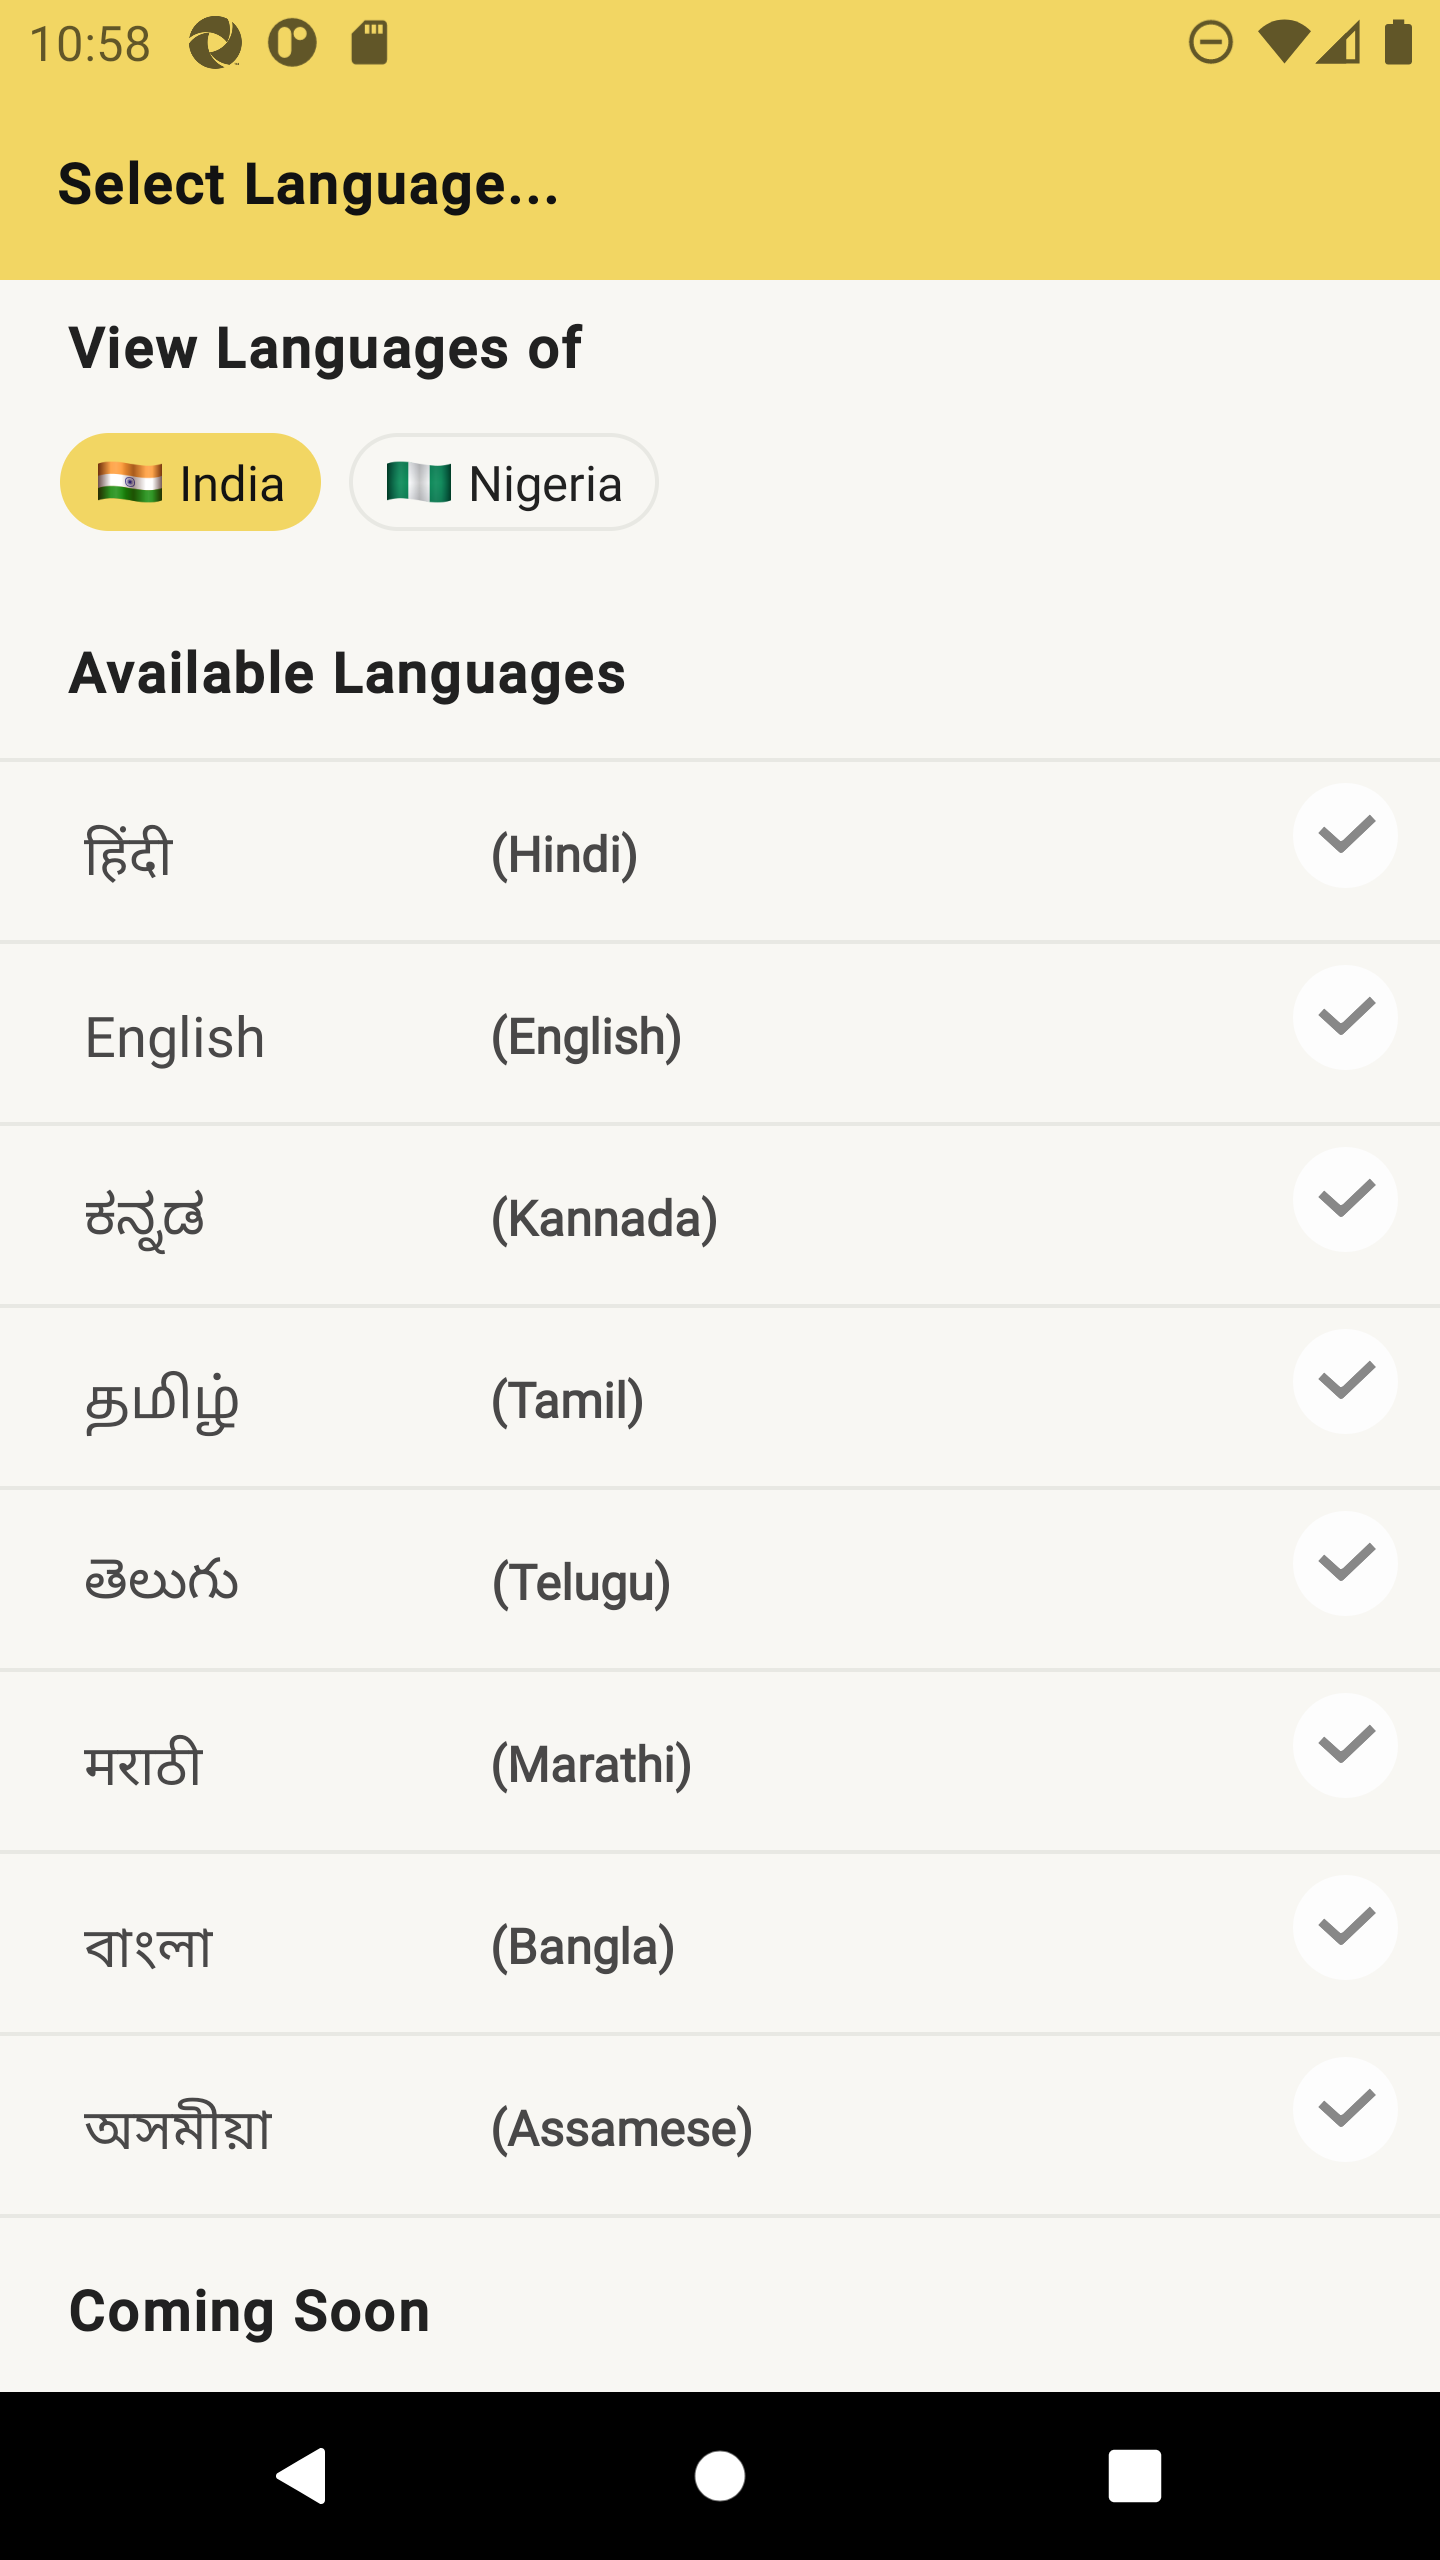 10:58
Select Language...
View Languages of
India
Nigeria
Available Languages
हिंदी (Hindi)
English (English)
ಕನ್ನಡ (Kannada)
தமிழ் (Tamil)
తెలుగు (Telugu)
मराठी (Marathi)
বাংলা (Bangla)
অসমীয়া (Assamese)
Coming Soon